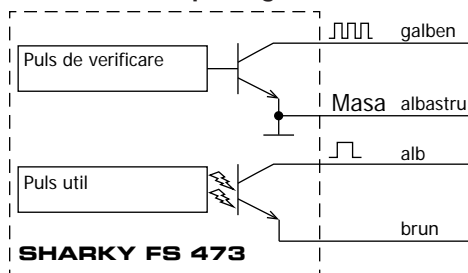 galben
Puls de verificare
Masa albastru
alb
Puls util
brun
SHARKY FS 473